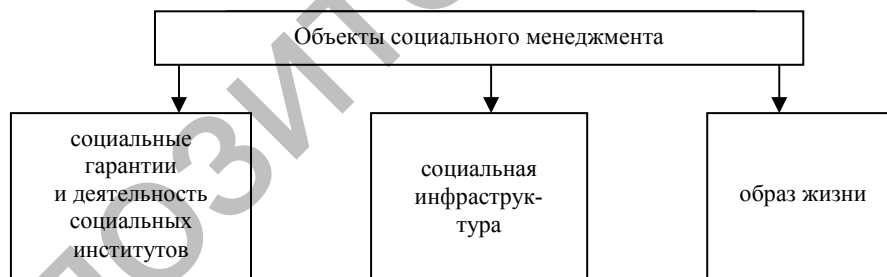 Объекты социального менеджмента
социальные
гарантии
и деятельность
социальных
институтов
социальная
инфраструк-
тура
образ жизни